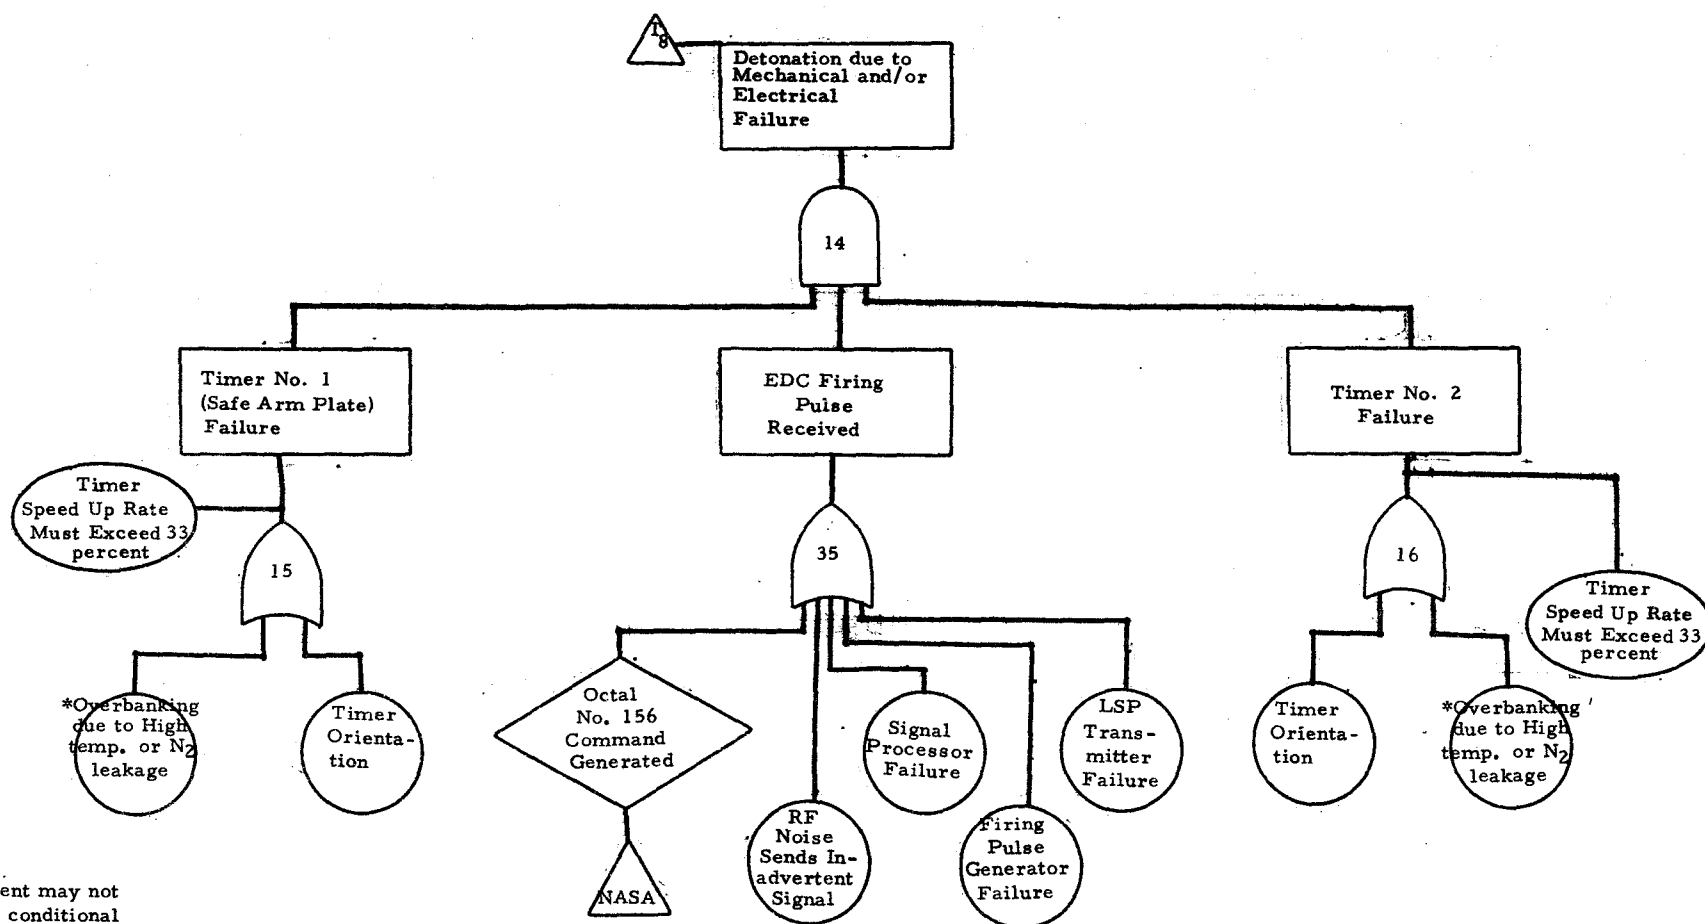 T
8
Detonation due to
Mechanical and/or
Electrical
Failure
14
Timer No. 1
(Safe Arm Plate)
Failure
EDC Firing
Pulse
Received
Timer No. 2
Failure
Timer
Speed Up Rate
Must Exceed 33
percent
15
35
16
Timer
Speed Up Rate
Must Exceed 33
percent
*Overbanking
due to High
temp. or N2
leakage
Timer
Orienta-
tion
Octal
No. 156
Command
Generated
NASA
RF
Noise
Sends In-
advertent
Signal
Signal
Processor
Failure
Firing
Pulse
Generator
Failure
LSP
Trans-
mitter
Failure
Timer
Orienta-
tion
*Overbanking
due to High
temp. or N2
leakage
ent may not
conditional